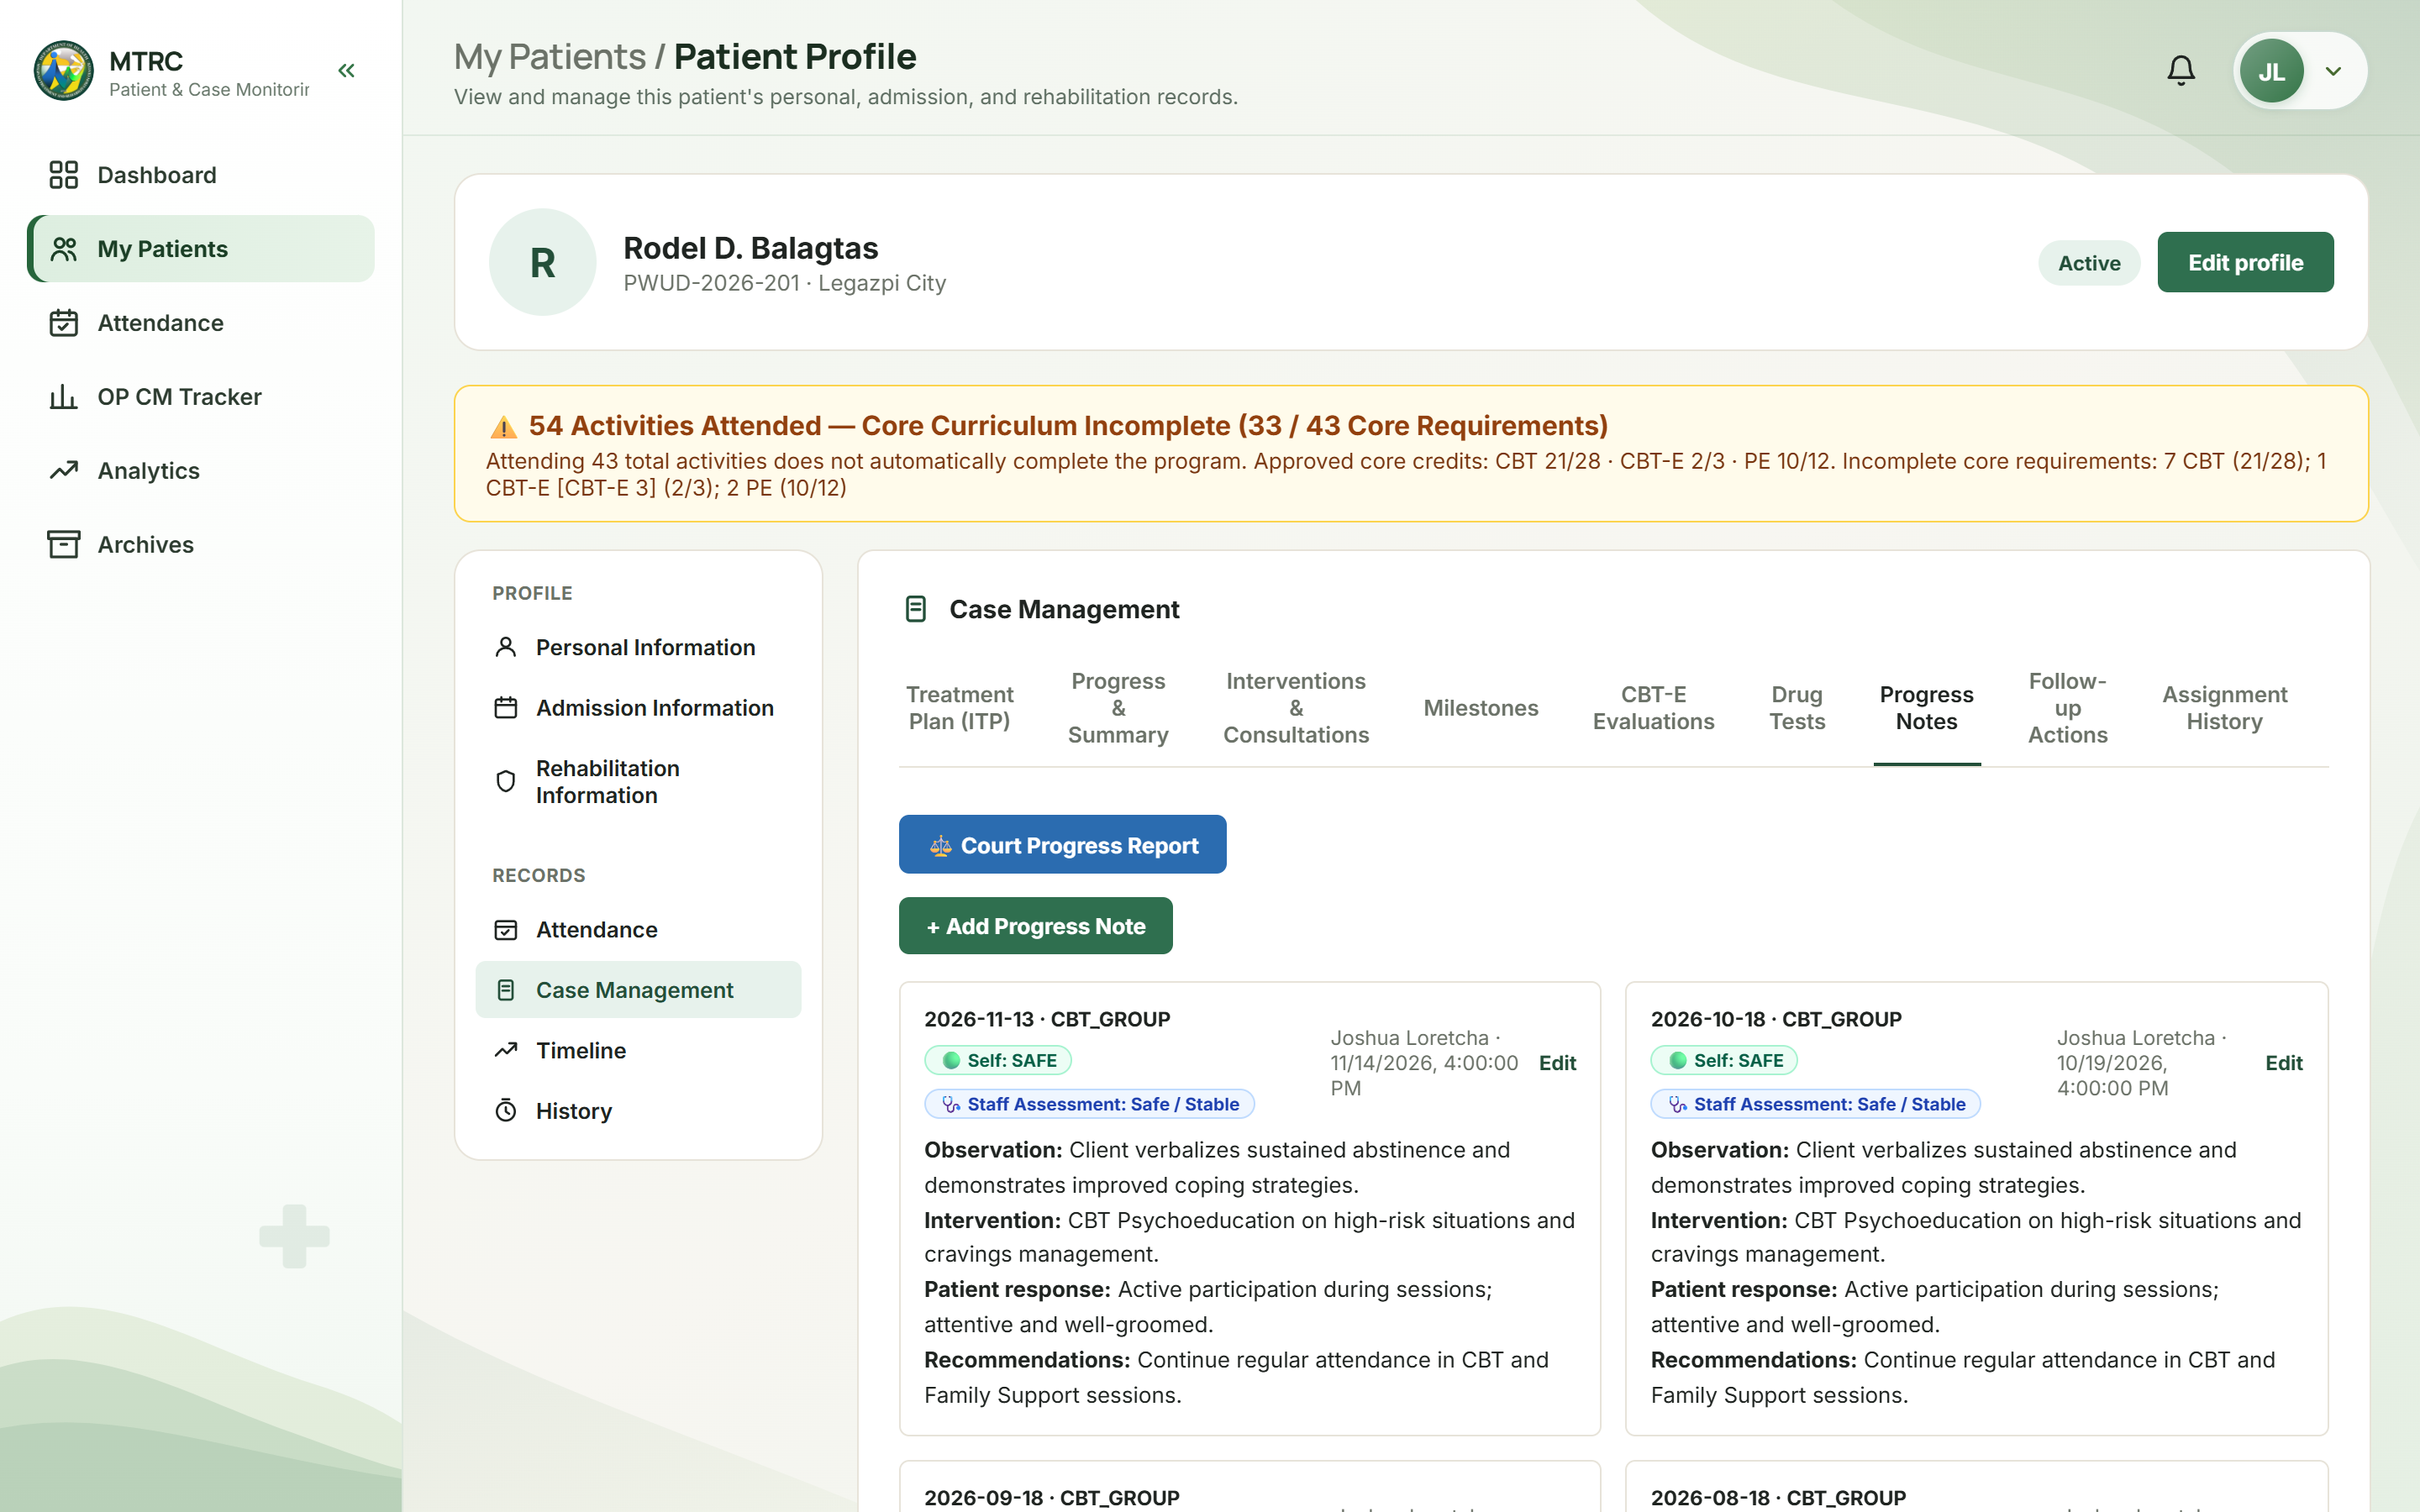 MTRC
Patient & Case Monitorin
Dashboard
My Patients
Attendance
OP CM Tracker
Analytics
Archives
My Patients / Patient Profile
View and manage this patient's personal, admission, and rehabilitation records.
JL
R
Rodel D. Balagtas
PWUD-2026-201 · Legazpi City
Active
Edit profile
54 Activities Attended — Core Curriculum Incomplete (33 / 43 Core Requirements)
Attending 43 total activities does not automatically complete the program. Approved core credits: CBT 21/28 · CBT-E 2/3 · PE 10/12. Incomplete core requirements: 7 CBT (21/28); 1
CBT-E [CBT-E 3] (2/3); 2 PE (10/12)
PROFILE
Personal Information
Admission Information
Rehabilitation
Information
RECORDS
Attendance
Case Management
Timeline
History
Case Management
Treatment
Plan (ITP)
Progress
&
Summary
Interventions
&
Consultations
Milestones
CBT-E
Evaluations
Drug
Tests
Progress
Notes
Follow-
up
Actions
Assignment
History
Court Progress Report
+ Add Progress Note
2026-11-13 · CBT_GROUP
Self: SAFE
Staff Assessment: Safe / Stable
Joshua Loretcha ·
11/14/2026, 4:00:00
PM
Edit
Observation: Client verbalizes sustained abstinence and
demonstrates improved coping strategies.
Intervention: CBT Psychoeducation on high-risk situations and
cravings management.
Patient response: Active participation during sessions;
attentive and well-groomed.
Recommendations: Continue regular attendance in CBT and
Family Support sessions.
2026-10-18 · CBT_GROUP
Self: SAFE
Staff Assessment: Safe / Stable
Joshua Loretcha ·
10/19/2026,
4:00:00 PM
Edit
Observation: Client verbalizes sustained abstinence and
demonstrates improved coping strategies.
Intervention: CBT Psychoeducation on high-risk situations and
cravings management.
Patient response: Active participation during sessions;
attentive and well-groomed.
Recommendations: Continue regular attendance in CBT and
Family Support sessions.
2026-09-18 · CBT_GROUP
2026-08-18 · CBT_GROUP